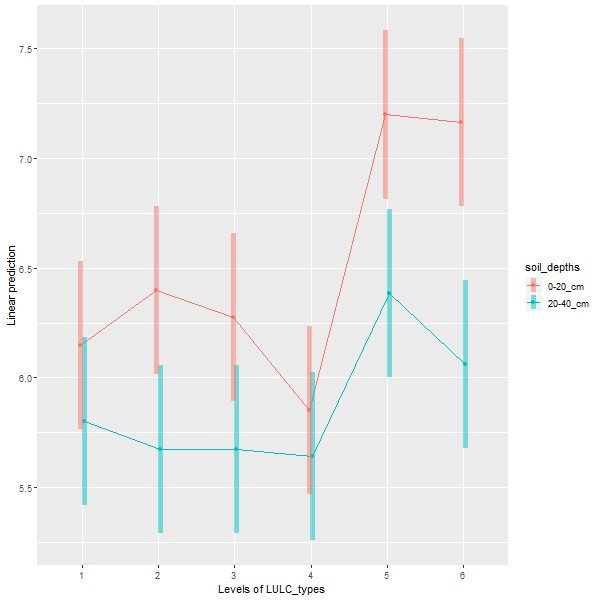 7.5
7.0
6.5
6.0
5.5
Linear prediction
1 2 3 4 5 6
Levels of LULC_types
soil_depths
0-20_cm
20-40_cm